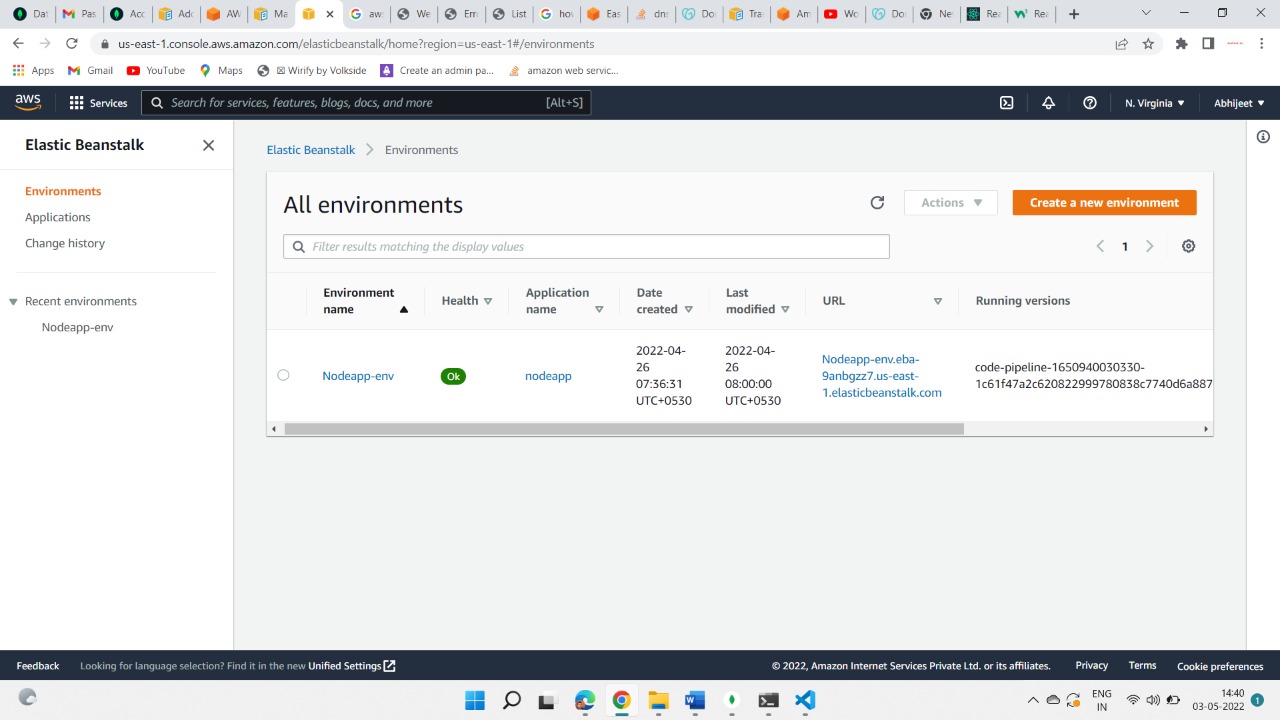 Dat
Pas
Acc
Adc
AW
Ma
aws
We
Erro
List
hov
Eas
dns
Do
Tra
Am
Wo
Do
Nev
Rea
Rea
us-east-1.console.aws.amazon.com/elasticbeanstalk/home?region=us-east-1#/environments
Apps
Gmail
YouTube
Maps
Wirify by Volkside
Create an admin pa...
amazon web servic...
aws
Services
Search for services, features, blogs, docs, and more
[Alt+S]
N. Virginia
Abhijeet
Elastic Beanstalk
Environments
Applications
Change history
Recent environments
Nodeapp-env
Elastic Beanstalk
Environments
All environments
Actions
Create a new environment
Filter results matching the display values
1
Environment
name
Health
Application
name
Date
created
Last
modified
URL
Running versions
Nodeapp-env
Ok
nodeapp
2022-04-
26
07:36:31
UTC+0530
2022-04-
26
08:00:00
UTC+0530
Nodeapp-env.eba-
9anbgzz7.us-east-
1.elasticbeanstalk.com
code-pipeline-1650940030330-
1c61f47a2c620822999780838c7740d6a887
Feedback
Looking for language selection? Find it in the new Unified Settings
© 2022, Amazon Internet Services Private Ltd. or its affiliates.
Privacy
Terms
Cookie preferences
ENG
IN
14:40
03-05-2022
1